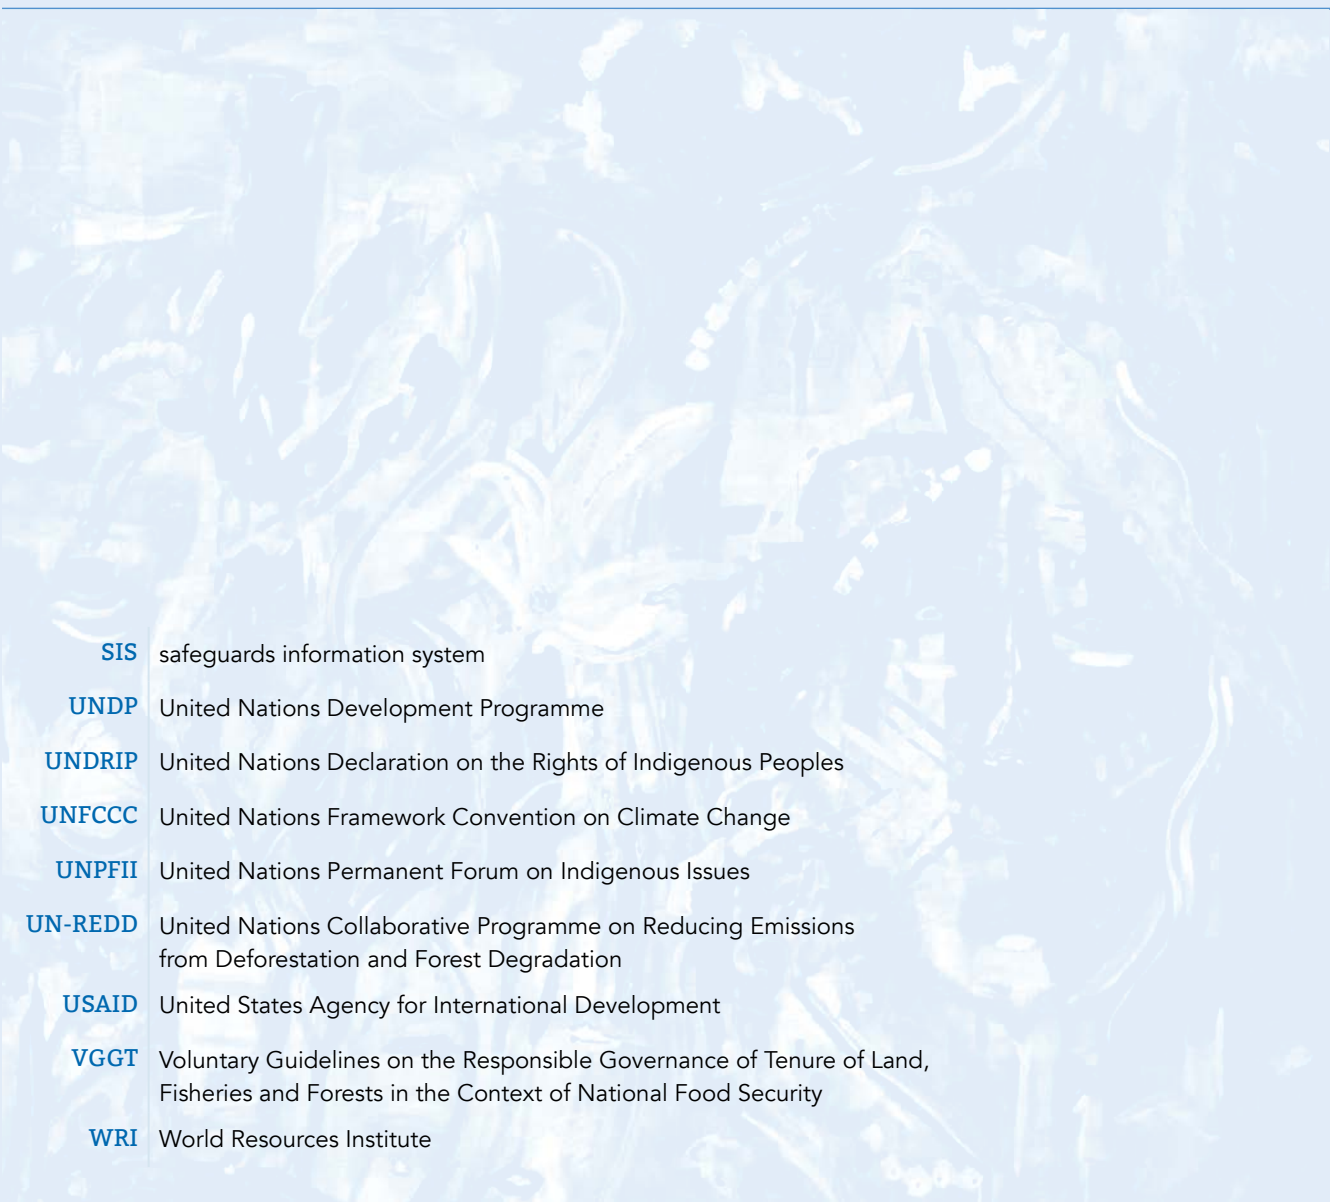 SIS safeguards information system
UNDP United Nations Development Programme
UNDRIP United Nations Declaration on the Rights of Indigenous Peoples
UNFCCC United Nations Framework Convention on Climate Change
UNPFII United Nations Permanent Forum on Indigenous Issues
UN-REDD United Nations Collaborative Programme on Reducing Emissions
from Deforestation and Forest Degradation
USAID United States Agency for International Development
VGGT Voluntary Guidelines on the Responsible Governance of Tenure of Land,
Fisheries and Forests in the Context of National Food Security
WRI World Resources Institute